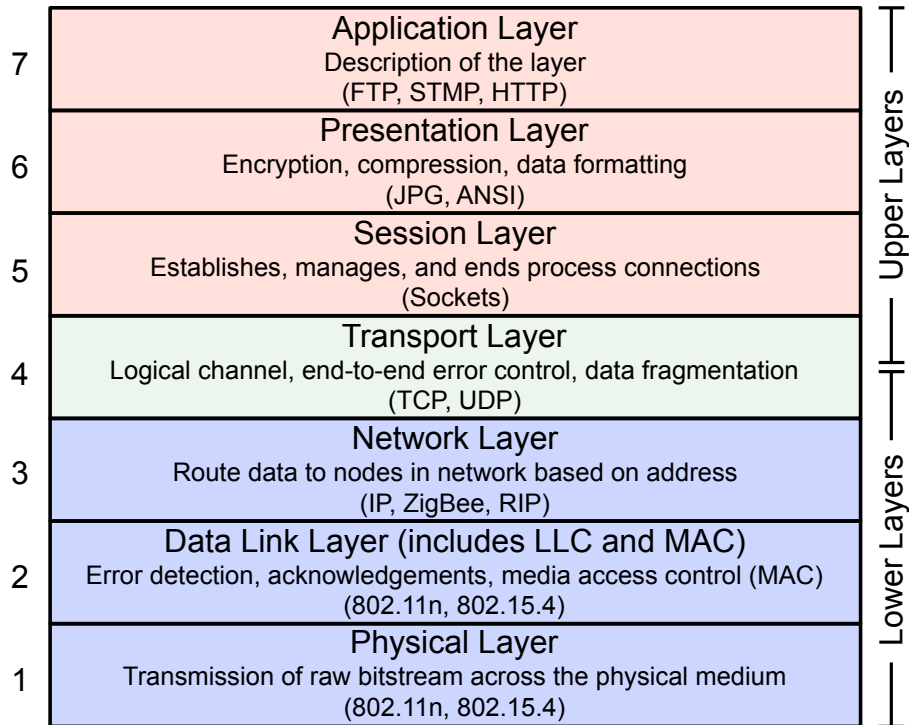 7
Application Layer
Description of the layer
(FTP, STMP, HTTP)
6
Presentation Layer
Encryption, compression, data formatting
(JPG, ANSI)
5
Session Layer
Establishes, manages, and ends process connections
(Sockets)
4
Transport Layer
Logical channel, end-to-end error control, data fragmentation
(TCP, UDP)
3
Network Layer
Route data to nodes in network based on address
(IP, ZigBee, RIP)
2
Data Link Layer (includes LLC and MAC)
Error detection, acknowledgements, media access control (MAC)
(802.11n, 802.15.4)
1
Physical Layer
Transmission of raw bitstream across the physical medium
(802.11n, 802.15.4)
Upper Layers
Lower Layers